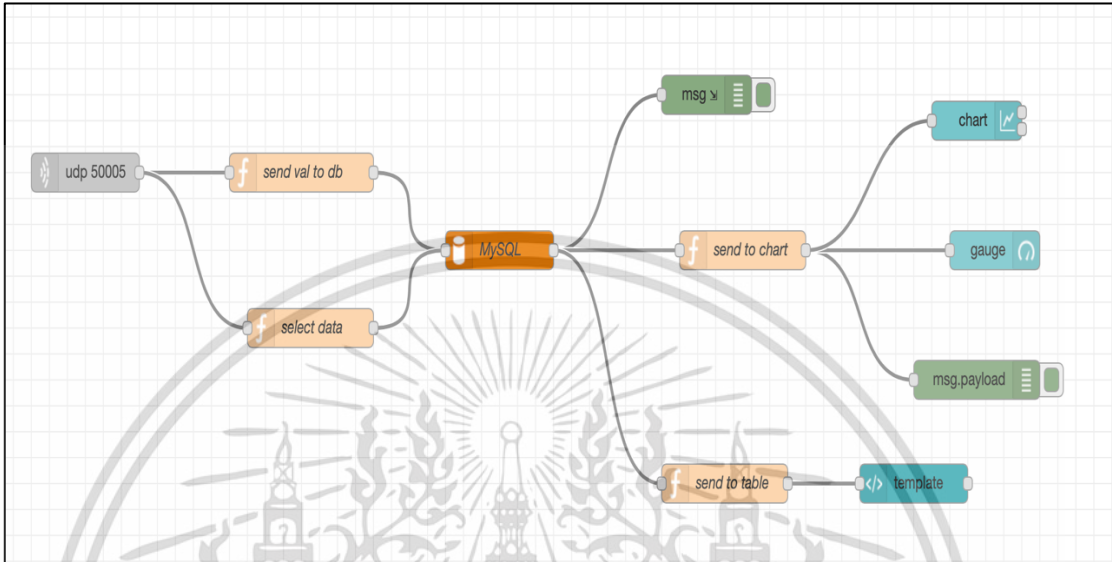 msg ⇲
chart
udp 50005
send val to db
MySQL
send to chart
gauge
select data
msg.payload
send to table
</> template